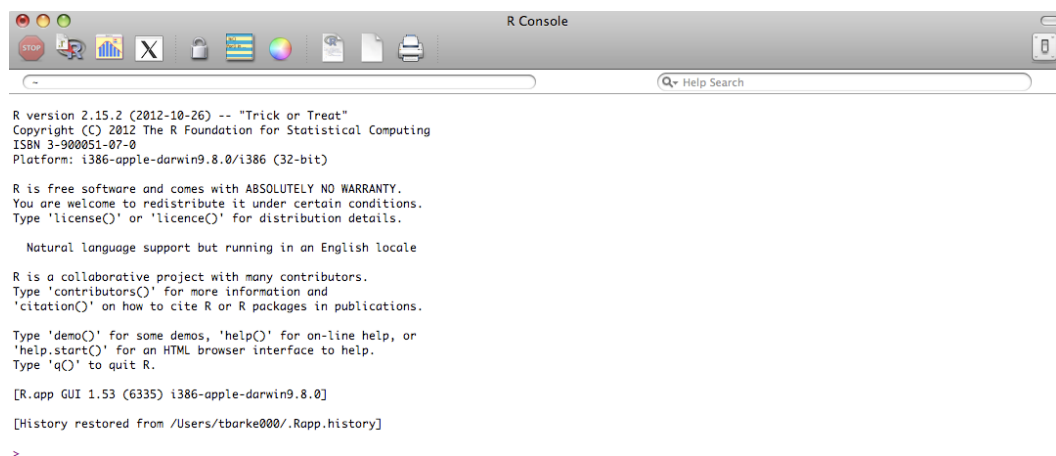 R Console
STOP
R
X
~
Help Search
R version 2.15.2 (2012-10-26) -- "Trick or Treat"
Copyright (C) 2012 The R Foundation for Statistical Computing
ISBN 3-900051-07-0
Platform: i386-apple-darwin9.8.0/i386 (32-bit)
R is free software and comes with ABSOLUTELY NO WARRANTY.
You are welcome to redistribute it under certain conditions.
Type 'license()' or 'licence()' for distribution details.
Natural language support but running in an English locale
R is a collaborative project with many contributors.
Type 'contributors()' for more information and
'citation()' on how to cite R or R packages in publications.
Type 'demo()' for some demos, 'help()' for on-line help, or
'help.start()' for an HTML browser interface to help.
Type 'q()' to quit R.
[R.app GUI 1.53 (6335) i386-apple-darwin9.8.0]
[History restored from /Users/tbarke000/.Rapp.history]
>